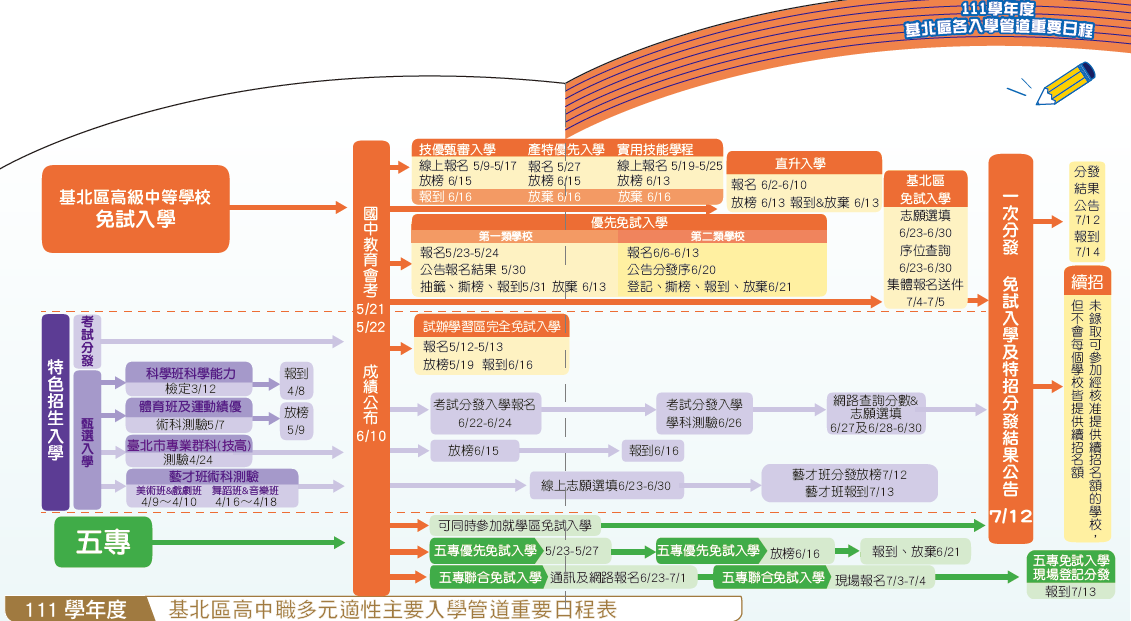 111學年度
基北區各入學管道重要日程
基北區高級中等學校
免試入學
國中教育會考
5/21
5/22
成績公布
6/10
技優甄審入學
線上報名 5/9-5/17
放榜 6/15
報到 6/16
產特優先入學
報名 5/27
放榜 6/15
放棄 6/16
實用技能學程
線上報名 5/19-5/25
放榜 6/13
放棄 6/16
直升入學
報名 6/2-6/10
放榜 6/13 報到&放棄 6/13
優先免試入學
第一類學校
報名5/23-5/24
公告報名結果 5/30
抽籤、撕榜、報到5/31 放棄 6/13
第二類學校
報名6/6-6/13
公告分發序6/20
登記、撕榜、報到、放棄6/21
基北區
免試入學
志願選填
6/23-6/30
序位查詢
6/23-6/30
集體報名送件
7/4-7/5
一次分發 免試入學及特招分發結果公告
7/12
分發
結果
公告
7/12
報到
7/14
續招
未錄取可參加經核准提供續招名額的學校，
但不會每個學校皆提供續招名額
試辦學習區完全免試入學
報名5/12-5/13
放榜5/19 報到6/16
特色招生入學
考試分發
甄選入學
科學班科學能力
檢定3/12
報到
4/8
體育班及運動績優
術科測驗5/7
放榜
5/9
臺北市專業群科(技高)
測驗4/24
藝才班術科測驗
美術班&戲劇班 舞蹈班&音樂班
4/9～4/10 4/16～4/18
考試分發入學報名
6/22-6/24
考試分發入學
學科測驗6/26
網路查詢分數&
志願選填
6/27及6/28-6/30
放榜6/15
報到6/16
線上志願選填6/23-6/30
藝才班分發放榜7/12
藝才班報到7/13
五專
可同時參加就學區免試入學
五專優先免試入學 5/23-5/27
五專優先免試入學 放榜6/16
報到、放棄6/21
五專聯合免試入學 通訊及網路報名6/23-7/1
五專聯合免試入學 現場報名7/3-7/4
五專免試入學
現場登記分發
報到7/13
111 學年度 基北區高中職多元適性主要入學管道重要日程表